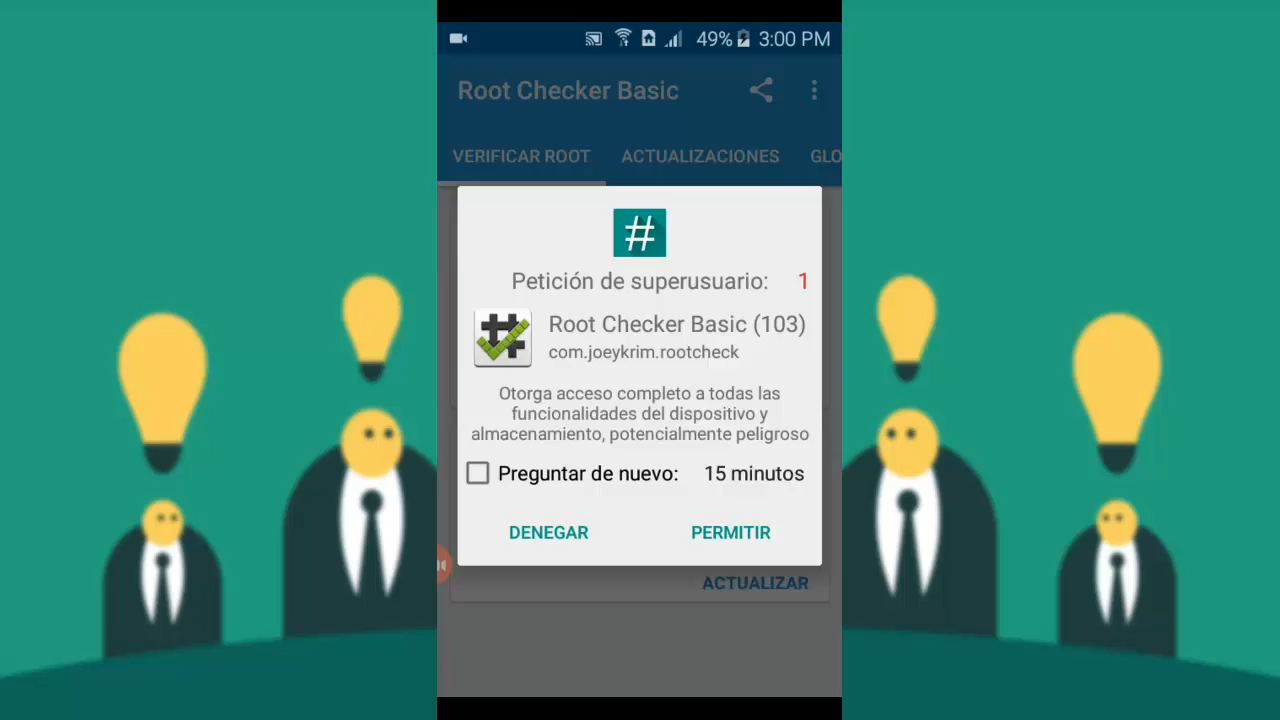 49% 3:00 PM
Root Checker Basic
VERIFICAR ROOT ACTUALIZACIONES GLO
#
Petición de superusuario: 1
Root Checker Basic (103)
com.joeykrim.rootcheck
Otorga acceso completo a todas las
funcionalidades del dispositivo y
almacenamiento, potencialmente peligroso
Preguntar de nuevo: 15 minutos
DENEGAR PERMITIR
ACTUALIZAR